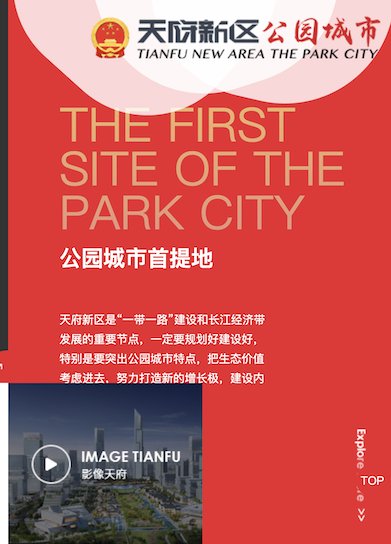 天府新区公园城市
TIANFU NEW AREA THE PARK CITY
THE FIRST
SITE OF THE
PARK CITY
公园城市首提地
天府新区是“一带一路”建设和长江经济带
发展的重要节点，一定要规划好建设好，
特别是要突出公园城市特点，把生态价值
考虑进去，努力打造新的增长极，建设内
IMAGE TIANFU
影像天府
Explore
>>
TOP